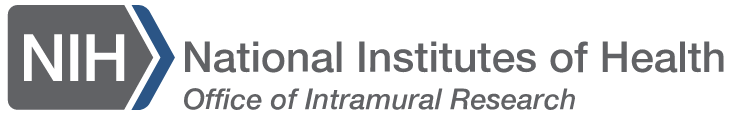 NIH National Institutes of Health
Office of Intramural Research